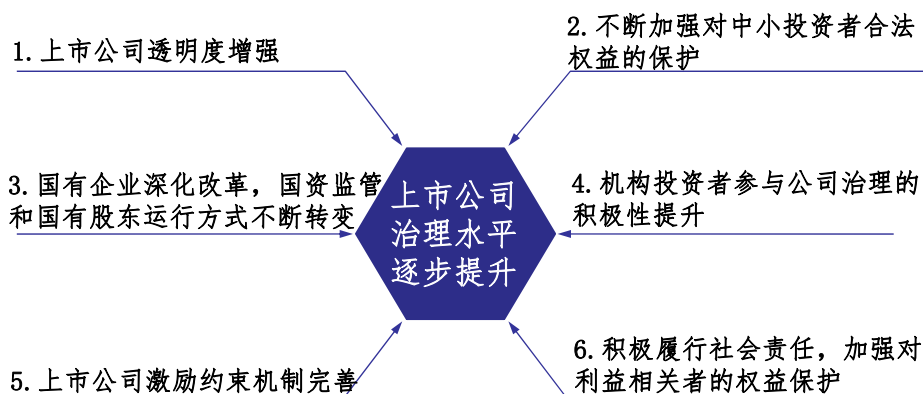 1.上市公司透明度增强
2.不断加强对中小投资者合法
权益的保护
3.国有企业深化改革，国资监管
和国有股东运行方式不断转变
上市公司
治理水平
逐步提升
4.机构投资者参与公司治理的
积极性提升
5.上市公司激励约束机制完善
6.积极履行社会责任，加强对
利益相关者的权益保护